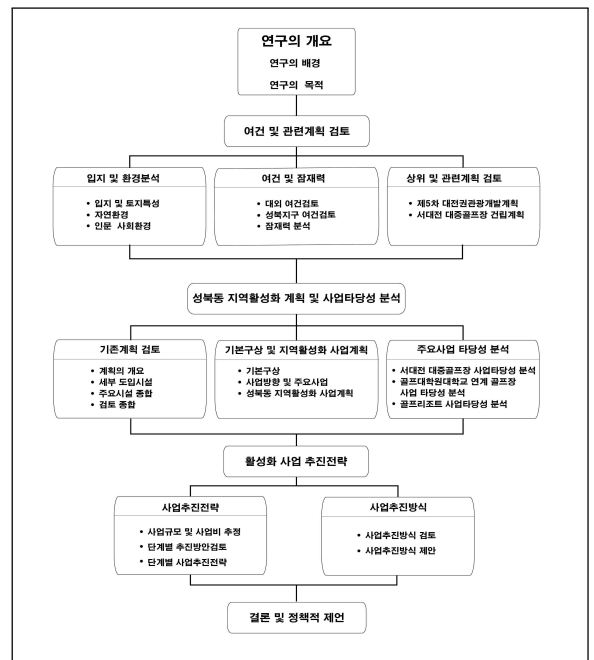 연구의 개요
연구의 배경
연구의 목적
여건 및 관련계획 검토
입지 및 환경분석
• 입지 및 토지특성
• 자연환경
• 인문 사회환경
여건 및 잠재력
• 대외 여건검토
• 성북지구 여건검토
• 잠재력 분석
상위 및 관련계획 검토
• 제5차 대전권관광개발계획
• 서대전 대중골프장 건립계획
성북동 지역활성화 계획 및 사업타당성 분석
기존계획 검토
• 계획의 개요
• 세부 도입시설
• 주요시설 종합
• 검토 종합
기본구상 및 지역활성화 사업계획
• 기본구상
• 사업방향 및 주요사업
• 성북동 지역활성화 사업계획
주요사업 타당성 분석
• 서대전 대중골프장 사업타당성 분석
• 골프대학원대학교 연계 골프장
사업 타당성 분석
• 골프리조트 사업타당성 분석
활성화 사업 추진전략
사업추진전략
• 사업규모 및 사업비 추정
• 단계별 추진방안검토
• 단계별 사업추진전략
사업추진방식
• 사업추진방식 검토
• 사업추진방식 제안
결론 및 정책적 제언